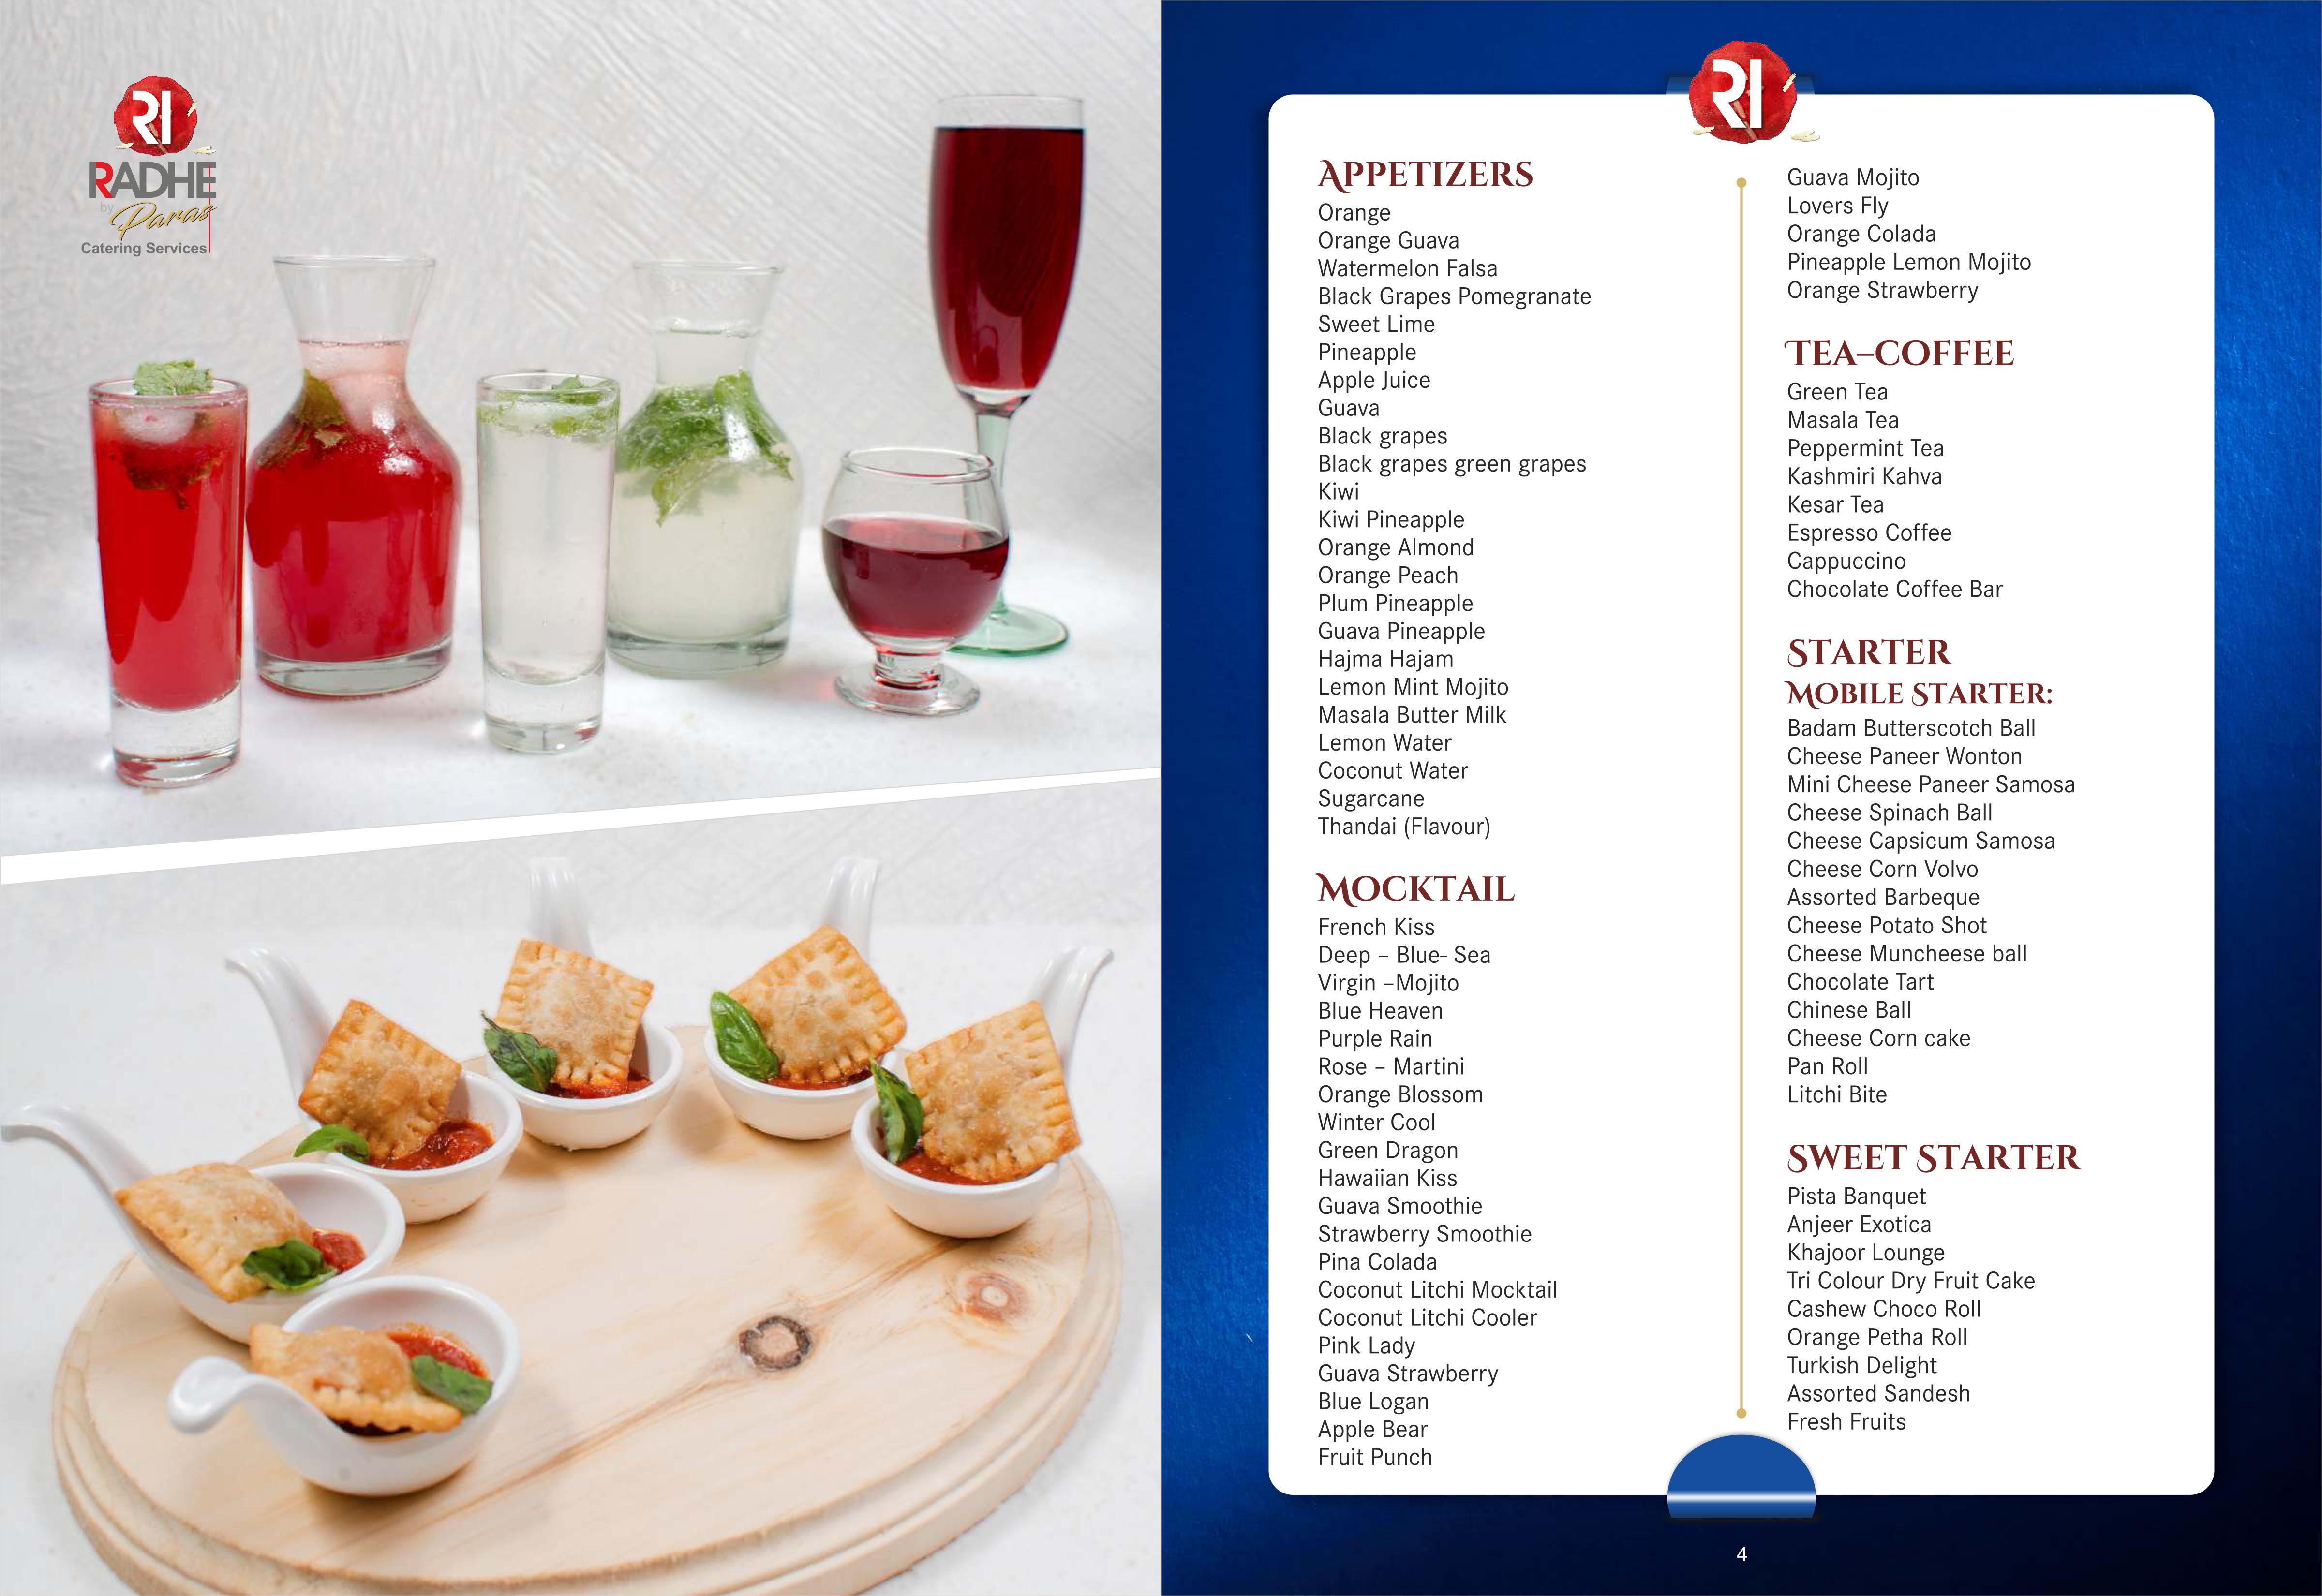 RI
RADHE
by Paras
Catering Services
RI
APPETIZERS
Orange
Orange Guava
Watermelon Falsa
Black Grapes Pomegranate
Sweet Lime
Pineapple
Apple Juice
Guava
Black grapes
Black grapes green grapes
Kiwi
Kiwi Pineapple
Orange Almond
Orange Peach
Plum Pineapple
Guava Pineapple
Hajma Hajam
Lemon Mint Mojito
Masala Butter Milk
Lemon Water
Coconut Water
Sugarcane
Thandai (Flavour)
MOCKTAIL
French Kiss
Deep – Blue- Sea
Virgin –Mojito
Blue Heaven
Purple Rain
Rose – Martini
Orange Blossom
Winter Cool
Green Dragon
Hawaiian Kiss
Guava Smoothie
Strawberry Smoothie
Pina Colada
Coconut Litchi Mocktail
Coconut Litchi Cooler
Pink Lady
Guava Strawberry
Blue Logan
Apple Bear
Fruit Punch
Guava Mojito
Lovers Fly
Orange Colada
Pineapple Lemon Mojito
Orange Strawberry
TEA–COFFEE
Green Tea
Masala Tea
Peppermint Tea
Kashmiri Kahva
Kesar Tea
Espresso Coffee
Cappuccino
Chocolate Coffee Bar
STARTER
MOBILE STARTER:
Badam Butterscotch Ball
Cheese Paneer Wonton
Mini Cheese Paneer Samosa
Cheese Spinach Ball
Cheese Capsicum Samosa
Cheese Corn Volvo
Assorted Barbeque
Cheese Potato Shot
Cheese Muncheese ball
Chocolate Tart
Chinese Ball
Cheese Corn cake
Pan Roll
Litchi Bite
SWEET STARTER
Pista Banquet
Anjeer Exotica
Khajoor Lounge
Tri Colour Dry Fruit Cake
Cashew Choco Roll
Orange Petha Roll
Turkish Delight
Assorted Sandesh
Fresh Fruits
4